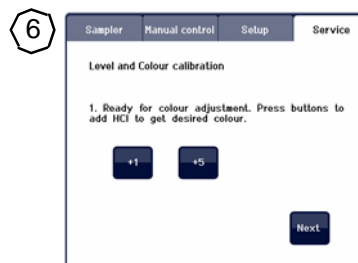 6
Sampler Manual control Setup Service
Level and Colour calibration
1. Ready for colour adjustment. Press buttons to
add HCl to get desired colour.
+1 +5
Next